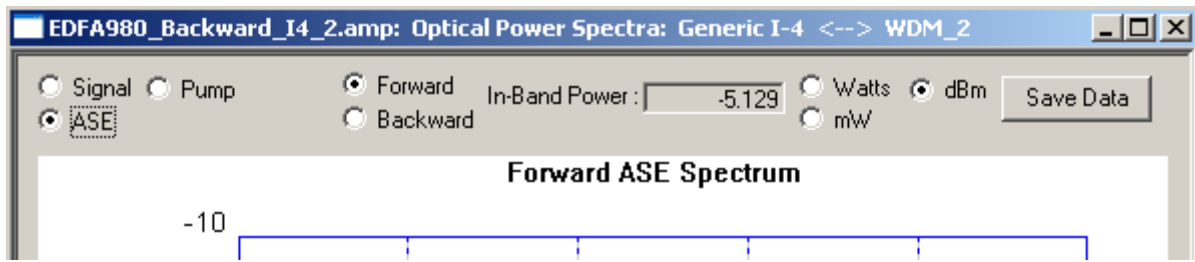 EDFA980_Backward_I4_2.amp: Optical Power Spectra: Generic I-4 <--> WDM_2
Signal Pump Forward In-Band Power : -5.129 Watts dBm Save Data
ASE Backward mW
Forward ASE Spectrum
-10